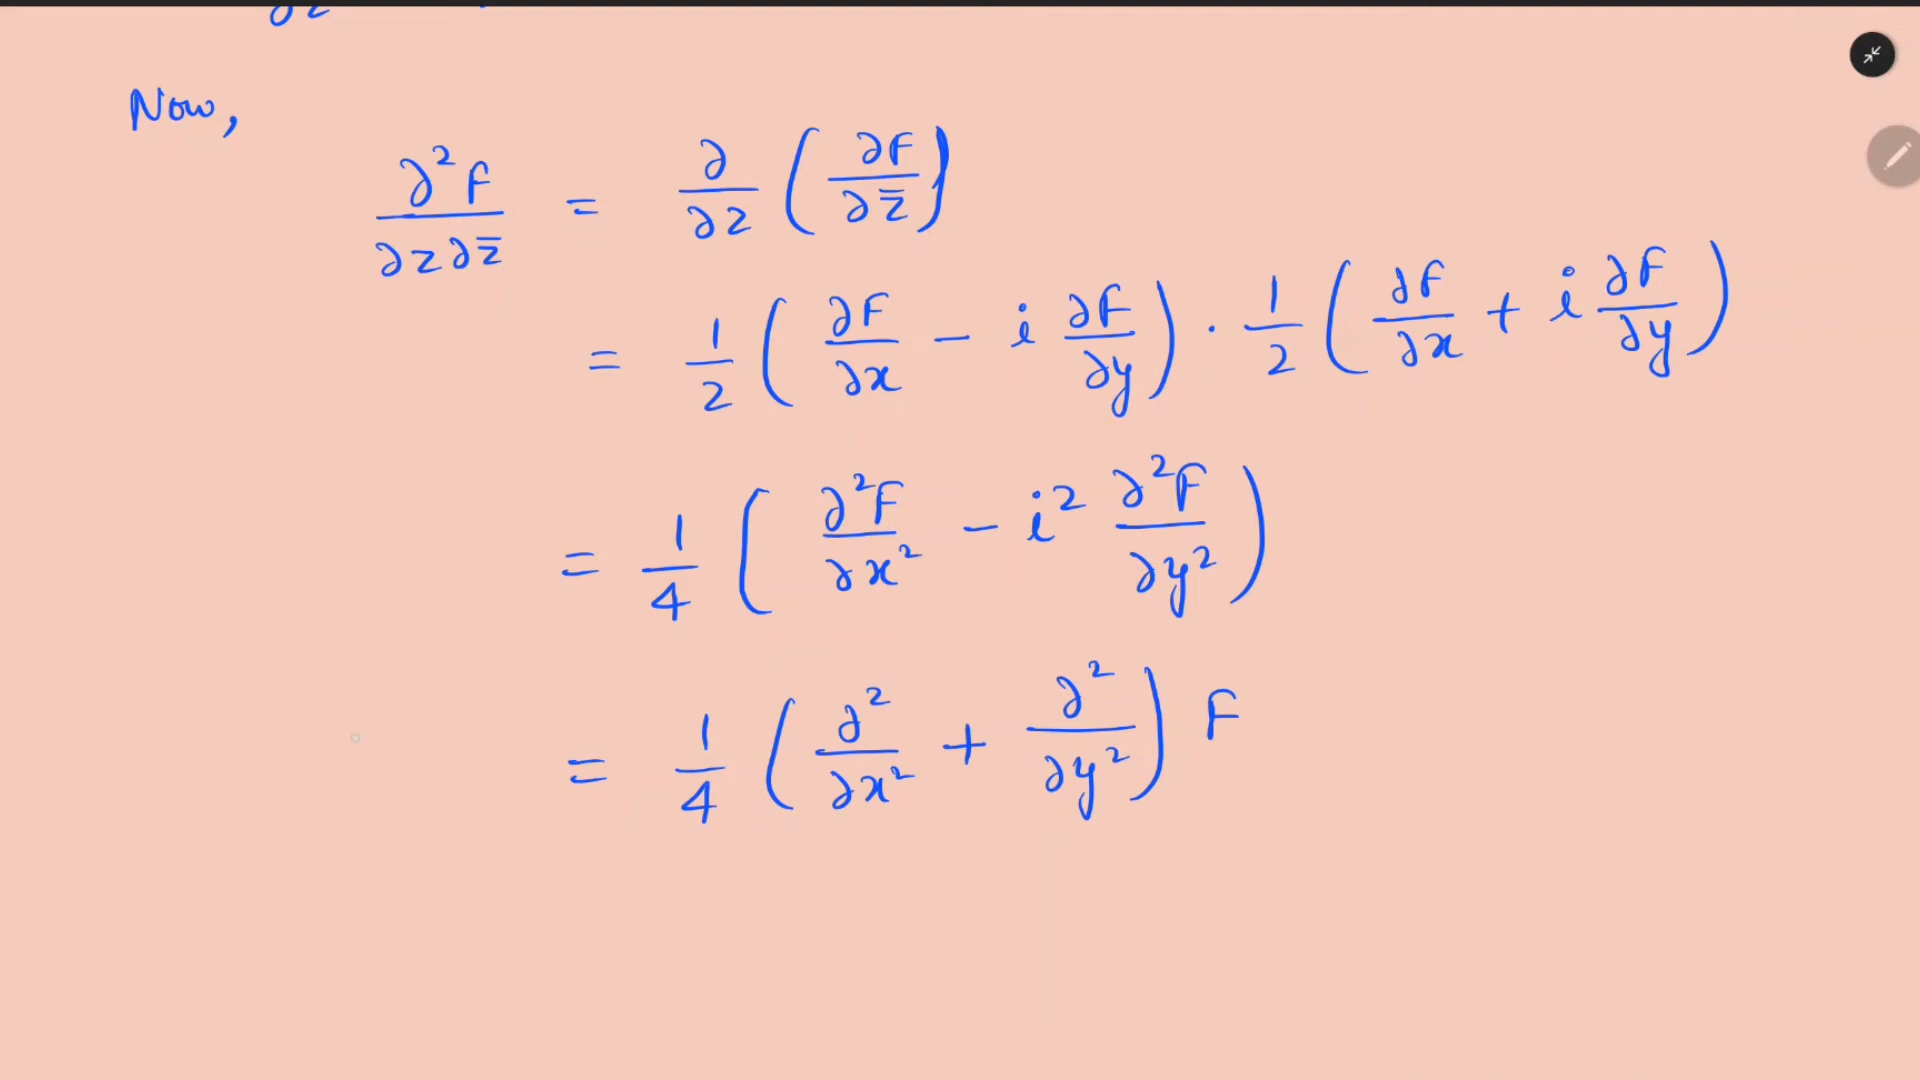 Now,
∂²F/∂z∂z̄ = ∂/∂z (∂F/∂z̄)
= 1/2 (∂F/∂x − i ∂F/∂y) · 1/2 (∂F/∂x + i ∂F/∂y)
= 1/4 (∂²F/∂x² − i² ∂²F/∂y²)
= 1/4 (∂²/∂x² + ∂²/∂y²) F